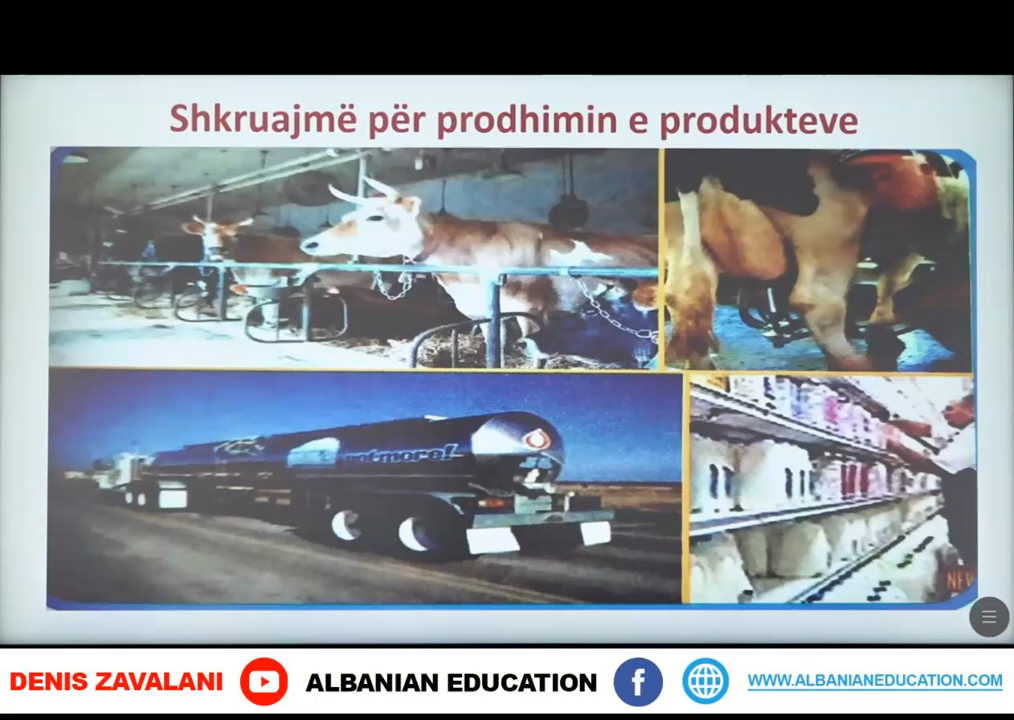 Shkruajmë për prodhimin e produkteve
DENIS ZAVALANI
ALBANIAN EDUCATION
WWW.ALBANIANEDUCATION.COM